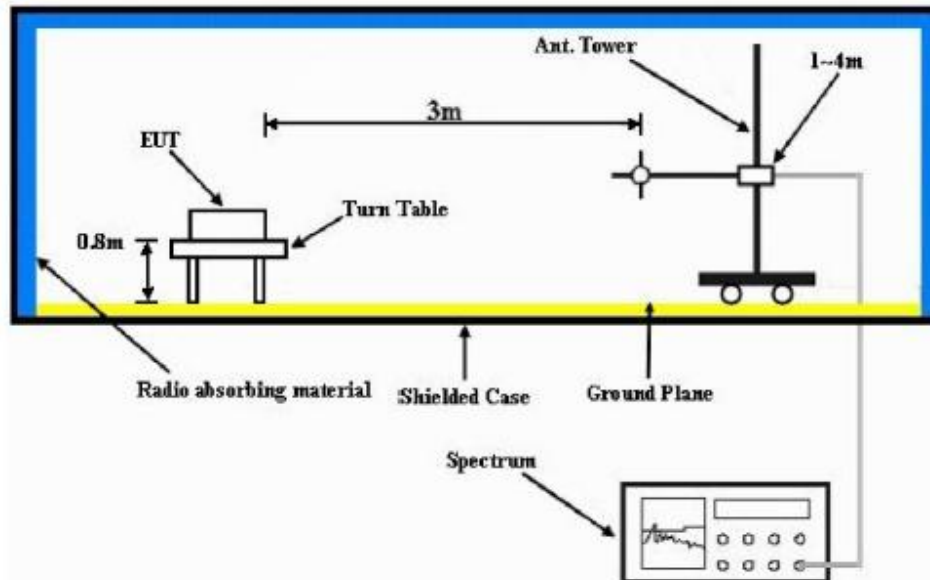 Ant. Tower
1~4m
3m
EUT
Turn Table
0.8m
Radio absorbing material
Shielded Case
Ground Plane
Spectrum